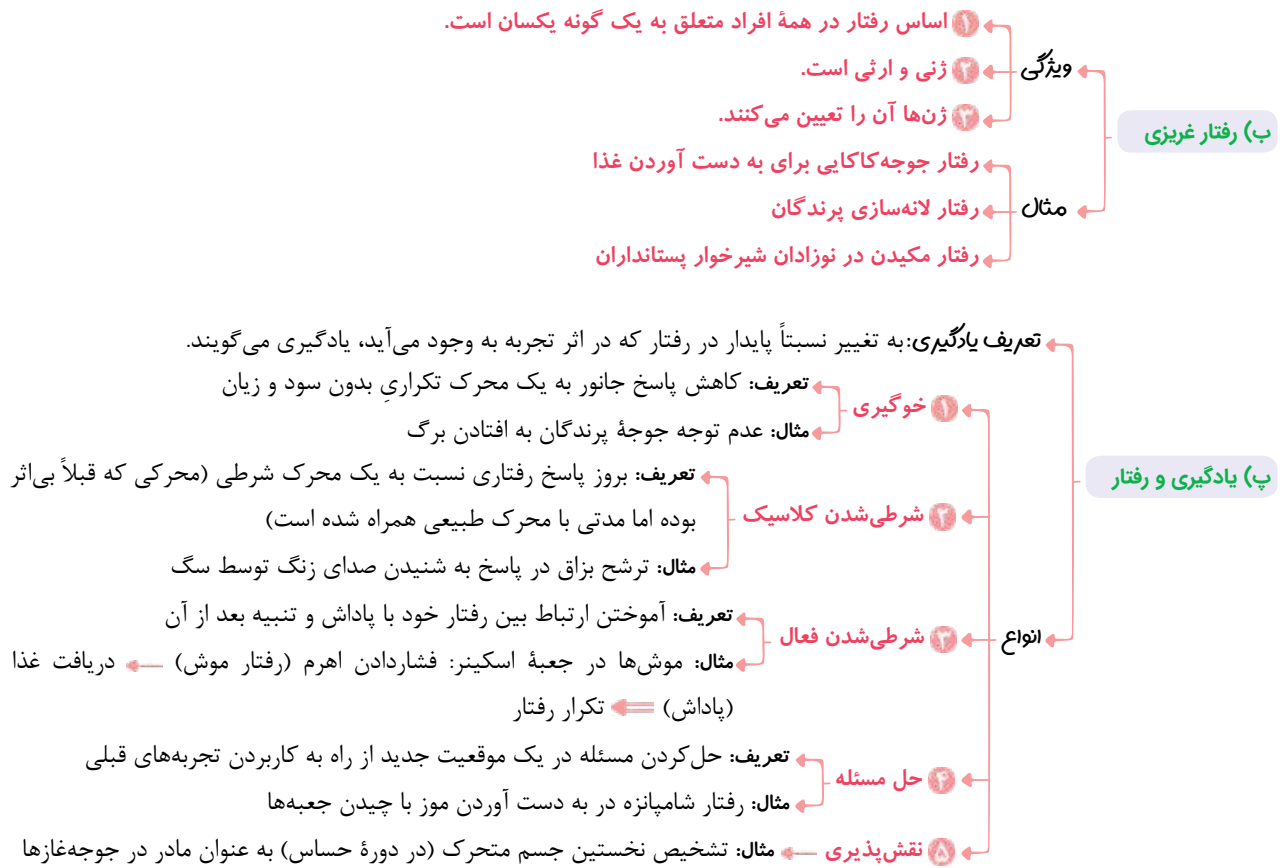 ب) رفتار غریزی
ویژگی
۱ اساس رفتار در همهٔ افراد متعلق به یک گونه یکسان است.
۲ ژنی و ارثی است.
۳ ژن‌ها آن را تعیین می‌کنند.
مثال
رفتار جوجه‌کاکایی برای به دست آوردن غذا
رفتار لانه‌سازی پرندگان
رفتار مکیدن در نوزادان شیرخوار پستانداران
پ) یادگیری و رفتار
تعریف یادگیری: به تغییر نسبتاً پایدار در رفتار که در اثر تجربه به وجود می‌آید، یادگیری می‌گویند.
انواع
۱ خوگیری
تعریف: کاهش پاسخ جانور به یک محرک تکراریِ بدون سود و زیان
مثال: عدم توجه جوجهٔ پرندگان به افتادن برگ
۲ شرطی‌شدن کلاسیک
تعریف: بروز پاسخ رفتاری نسبت به یک محرک شرطی (محرکی که قبلاً بی‌اثر
بوده اما مدتی با محرک طبیعی همراه شده است)
مثال: ترشح بزاق در پاسخ به شنیدن صدای زنگ توسط سگ
۳ شرطی‌شدن فعال
تعریف: آموختن ارتباط بین رفتار خود با پاداش و تنبیه بعد از آن
مثال: موش‌ها در جعبهٔ اسکینر: فشاردادن اهرم (رفتار موش) ← دریافت غذا
(پاداش) ⇐ تکرار رفتار
۴ حل مسئله
تعریف: حل‌کردن مسئله در یک موقعیت جدید از راه به کاربردن تجربه‌های قبلی
مثال: رفتار شامپانزه در به دست آوردن موز با چیدن جعبه‌ها
۵ نقش‌پذیری ← مثال: تشخیص نخستین جسم متحرک (در دورهٔ حساس) به عنوان مادر در جوجه‌غازها